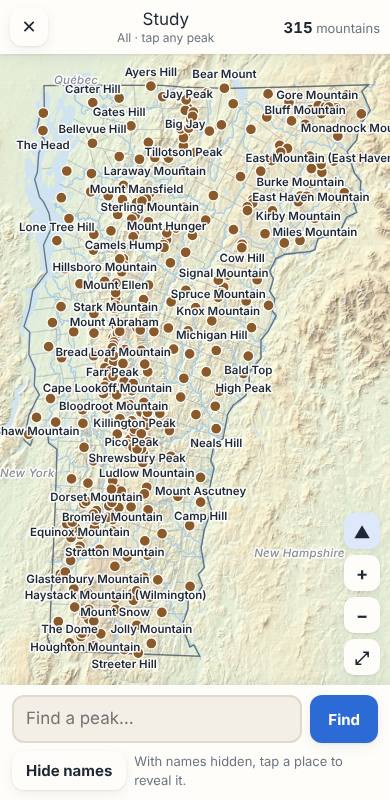 Study
All · tap any peak
315 mountains
Québec
Ayers Hill
Bear Mount
Carter Hill
Jay Peak
Gore Mountain
Gates Hill
Bluff Mountain
Bellevue Hill
Big Jay
Monadnock Mou
The Head
Tillotson Peak
East Mountain (East Haven
Laraway Mountain
Burke Mountain
Mount Mansfield
East Haven Mountain
Sterling Mountain
Kirby Mountain
Lone Tree Hill
Mount Hunger
Miles Mountain
Camels Hump
Cow Hill
Hillsboro Mountain
Signal Mountain
Mount Ellen
Spruce Mountain
Stark Mountain
Knox Mountain
Mount Abraham
Michigan Hill
Bread Loaf Mountain
Farr Peak
Bald Top
Cape Lookoff Mountain
High Peak
Bloodroot Mountain
Killington Peak
haw Mountain
Pico Peak
Neals Hill
Shrewsbury Peak
New York
Ludlow Mountain
Dorset Mountain
Mount Ascutney
Bromley Mountain
Camp Hill
Equinox Mountain
Stratton Mountain
New Hampshire
Glastenbury Mountain
Haystack Mountain (Wilmington)
Mount Snow
The Dome
Jolly Mountain
Houghton Mountain
Streeter Hill
Find a peak...
Find
Hide names
With names hidden, tap a place to
reveal it.